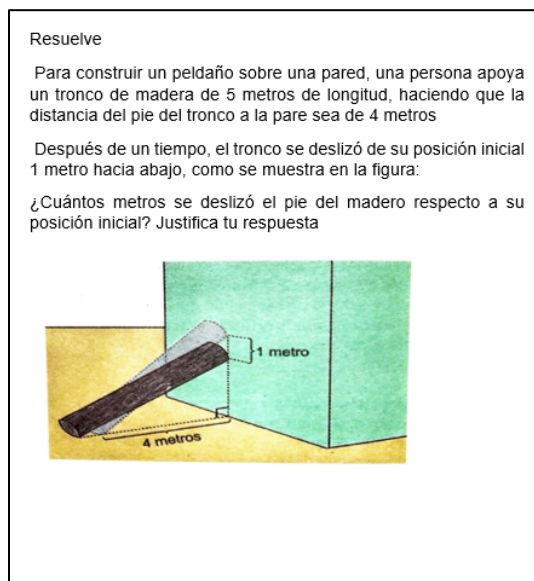 Resuelve
Para construir un peldaño sobre una pared, una persona apoya
un tronco de madera de 5 metros de longitud, haciendo que la
distancia del pie del tronco a la pare sea de 4 metros
Después de un tiempo, el tronco se deslizó de su posición inicial
1 metro hacia abajo, como se muestra en la figura:
¿Cuántos metros se deslizó el pie del madero respecto a su
posición inicial? Justifica tu respuesta
1 metro
4 metros